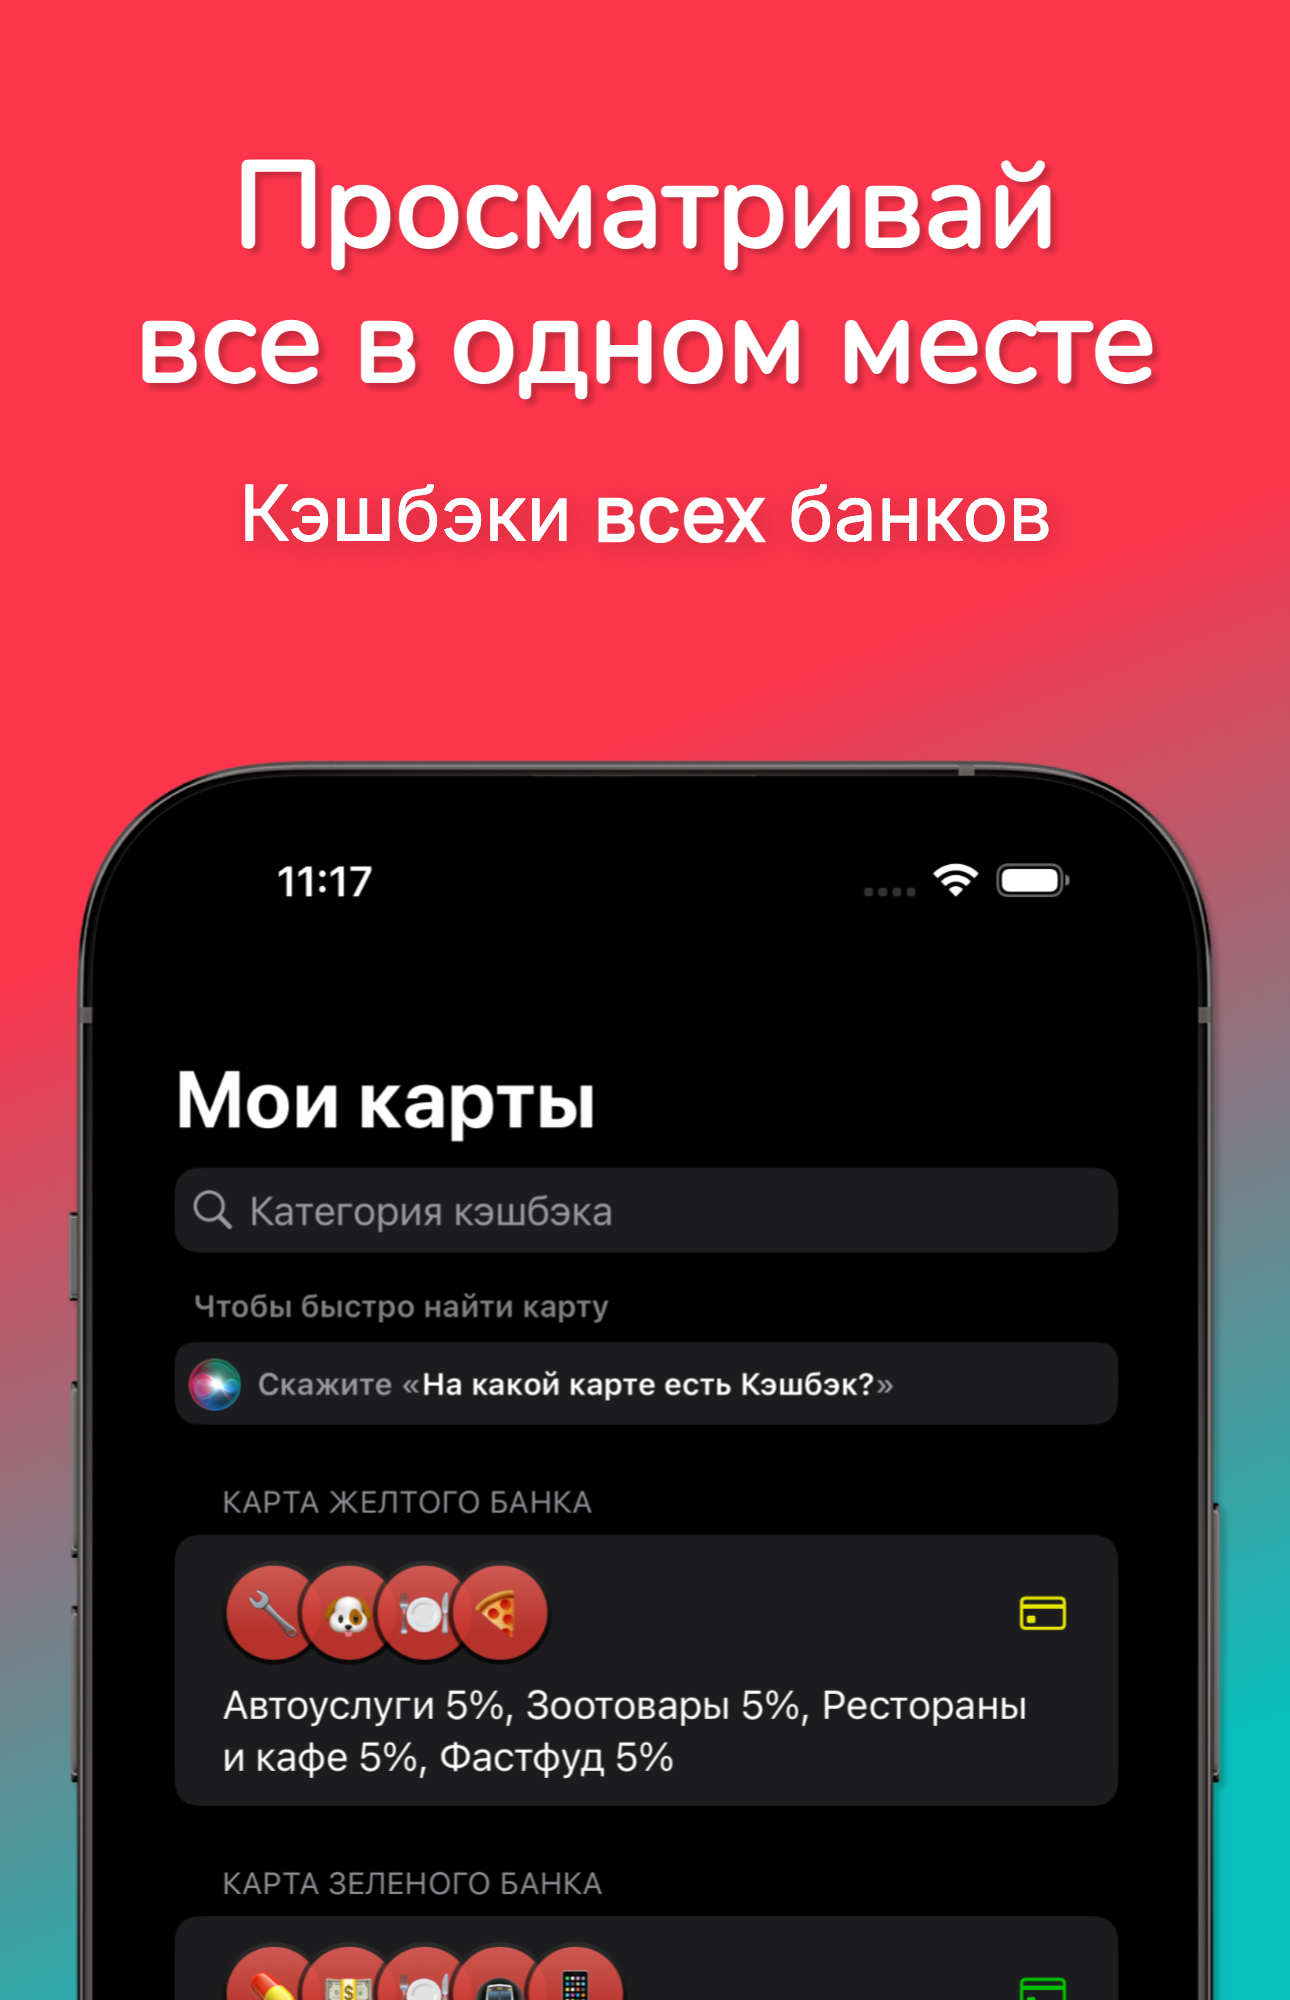 Просматривай
все в одном месте
Кэшбэки всех банков
11:17
Мои карты
Категория кэшбэка
Чтобы быстро найти карту
Скажите «На какой карте есть Кэшбэк?»
КАРТА ЖЕЛТОГО БАНКА
Автоуслуги 5%, Зоотовары 5%, Рестораны
и кафе 5%, Фастфуд 5%
КАРТА ЗЕЛЕНОГО БАНКА